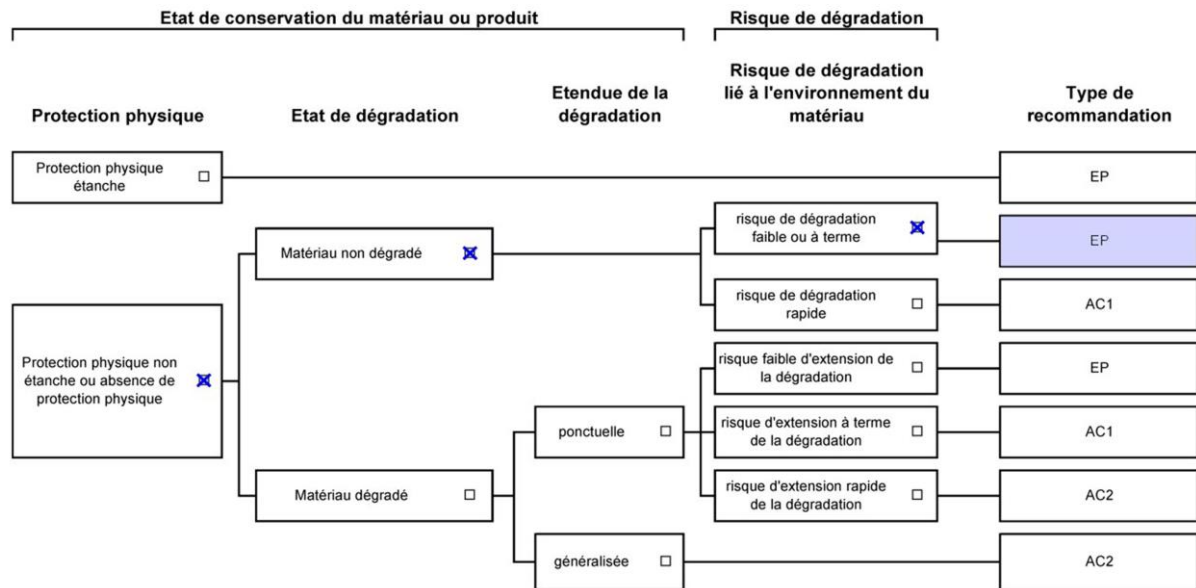 Etat de conservation du matériau ou produit
Risque de dégradation
Protection physique
Etat de dégradation
Etendue de la
dégradation
Risque de dégradation
lié à l'environnement du
matériau
Type de
recommandation
Protection physique
étanche
EP
risque de dégradation
faible ou à terme
EP
Matériau non dégradé
risque de dégradation
rapide
AC1
Protection physique non
étanche ou absence de
protection physique
risque faible d'extension de
la dégradation
EP
ponctuelle
risque d'extension à terme
de la dégradation
AC1
Matériau dégradé
risque d'extension rapide
de la dégradation
AC2
généralisée
AC2